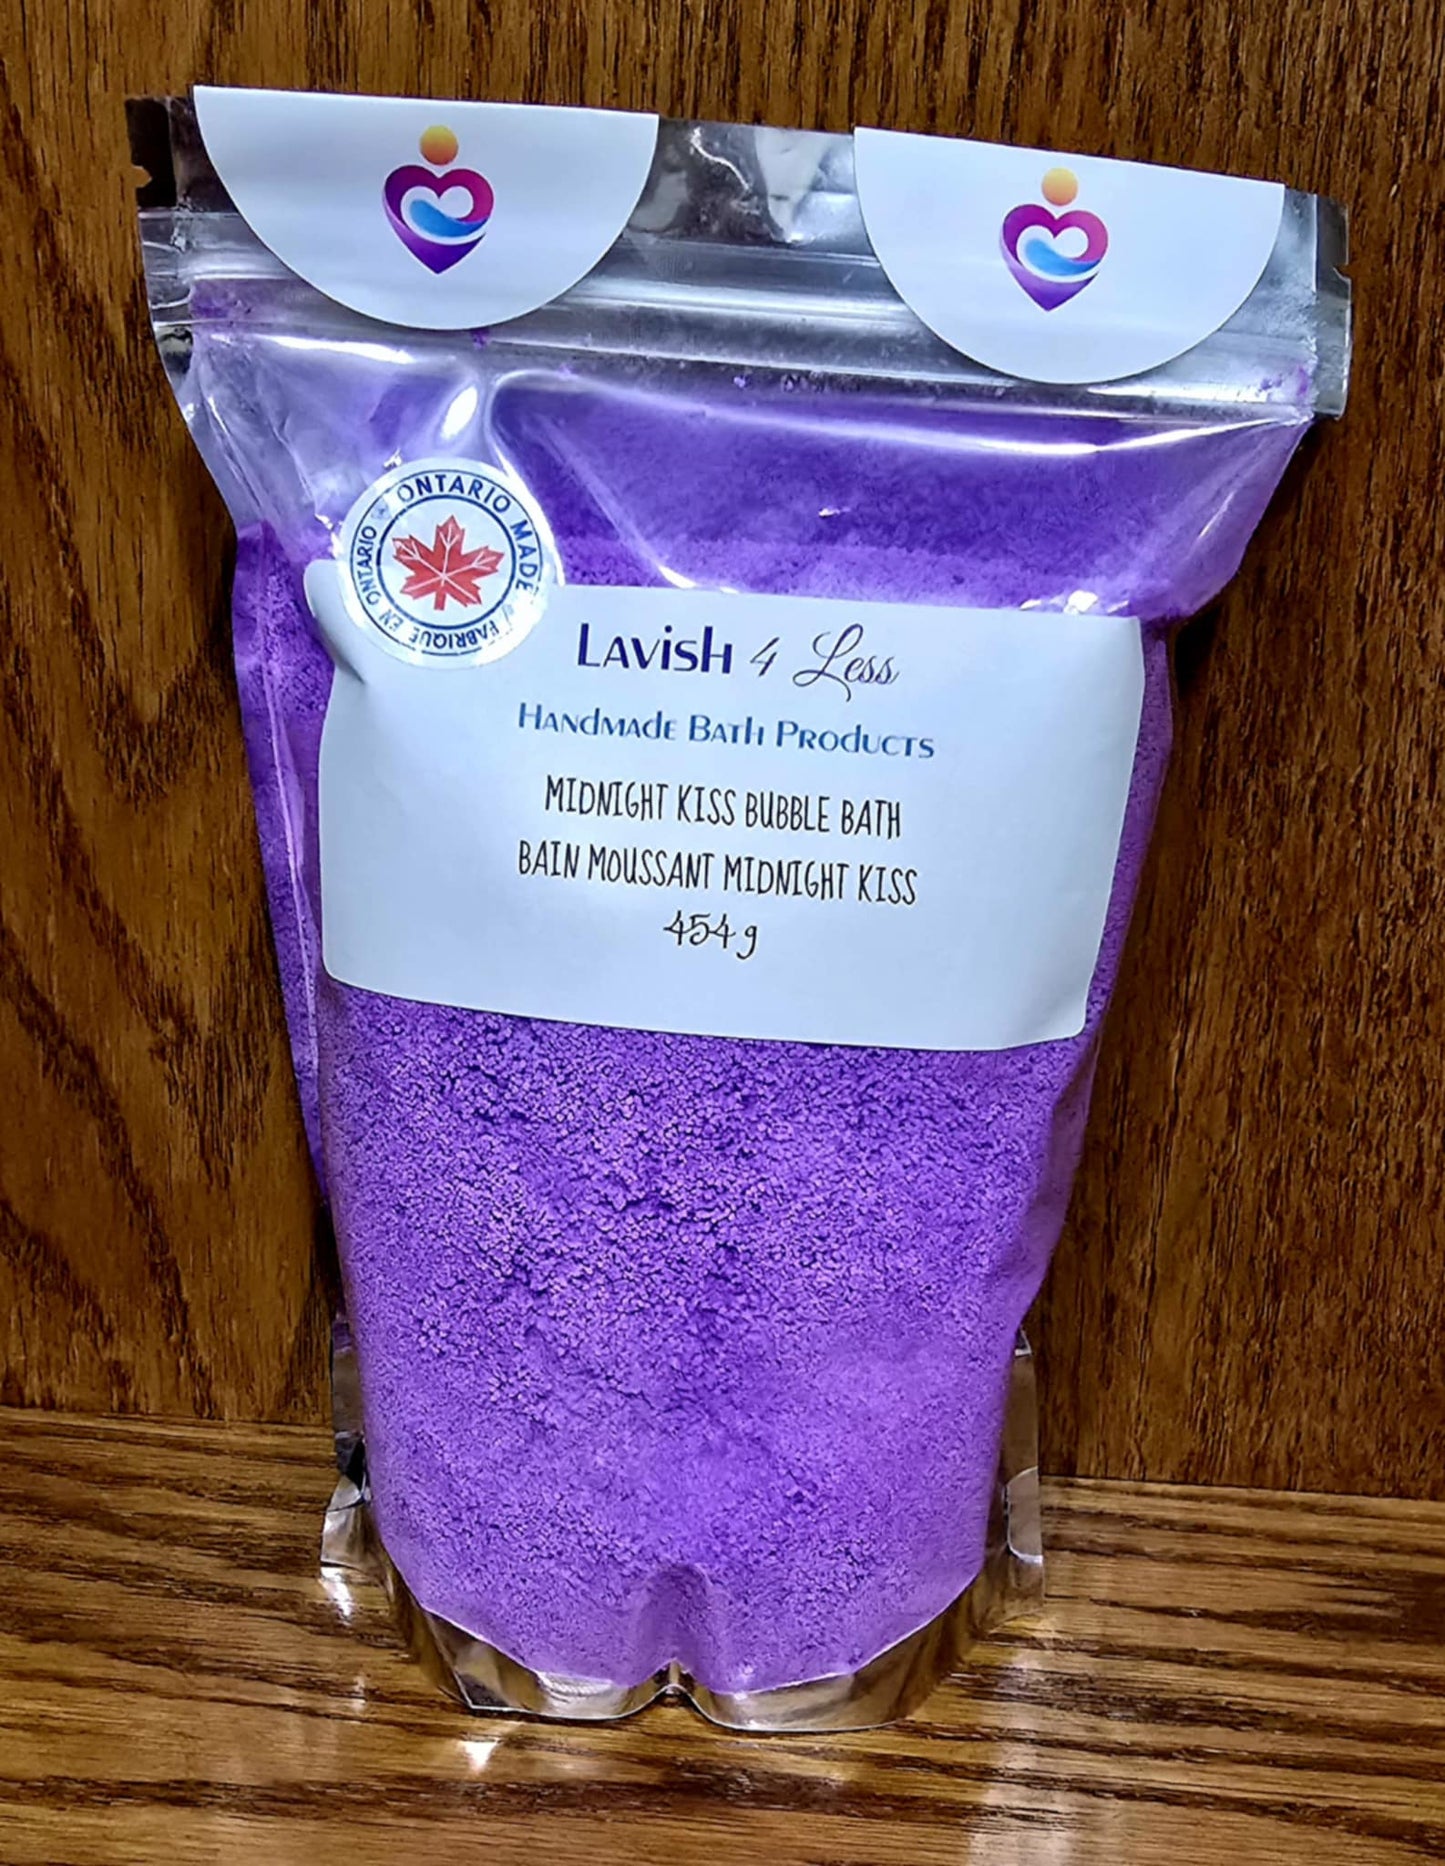 ONTARIO MADE
FABRIQUÉ EN ONTARIO
LAVISH 4 Less
HANDMADE BATH PRODUCTS
MIDNIGHT KISS BUBBLE BATH
BAIN MOUSSANT MIDNIGHT KISS
454 g